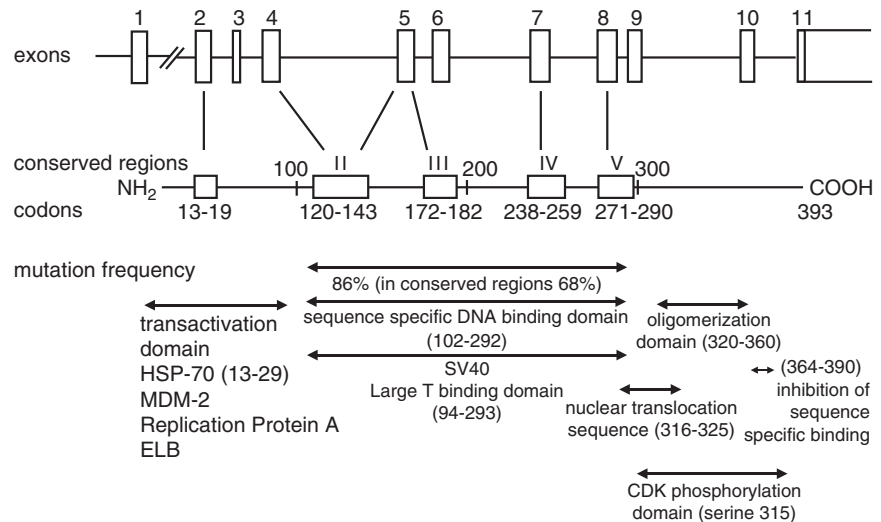 1 2 3 4 5 6 7 8 9 10 11
exons
conserved regions
II III IV V
100 200 300
NH2 COOH
codons 13-19 120-143 172-182 238-259 271-290 393
mutation frequency
86% (in conserved regions 68%)
transactivation
domain
HSP-70 (13-29)
MDM-2
Replication Protein A
ELB
sequence specific DNA binding domain
(102-292)
SV40
Large T binding domain
(94-293)
oligomerization
domain (320-360)
(364-390)
inhibition of
sequence
specific binding
nuclear translocation
sequence (316-325)
CDK phosphorylation
domain (serine 315)